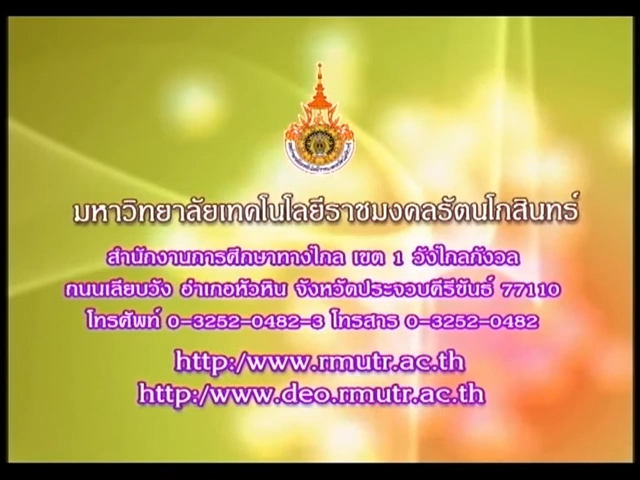 มหาวิทยาลัยเทคโนโลยีราชมงคลรัตนโกสินทร์
สำนักงานการศึกษาทางไกล เขต 1 วังไกลกังวล
ถนนเลียบวัง อำเภอหัวหิน จังหวัดประจวบคีรีขันธ์ 77110
โทรศัพท์ 0-3252-0482-3 โทรสาร 0-3252-0482
http:/www.rmutr.ac.th
http:/www.deo.rmutr.ac.th